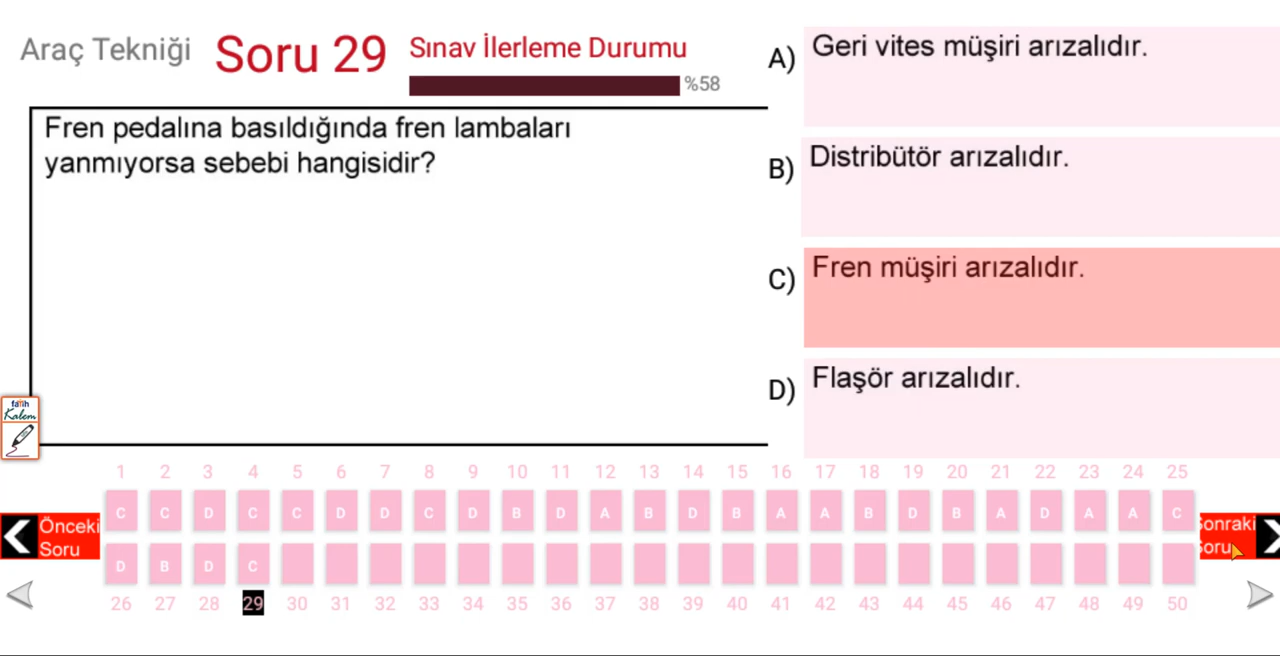 Araç Tekniği
Soru 29
Sınav İlerleme Durumu
%58
Fren pedalına basıldığında fren lambaları
yanmıyorsa sebebi hangisidir?
A) Geri vites müşiri arızalıdır.
B) Distribütör arızalıdır.
C) Fren müşiri arızalıdır.
D) Flaşör arızalıdır.
fatih
Kalem
1 2 3 4 5 6 7 8 9 10 11 12 13 14 15 16 17 18 19 20 21 22 23 24 25
C C D C C D D C D B D A B D B A A B D B A D A A C
Önceki
Soru
Sonraki
Soru
D B D C
26 27 28 29 30 31 32 33 34 35 36 37 38 39 40 41 42 43 44 45 46 47 48 49 50